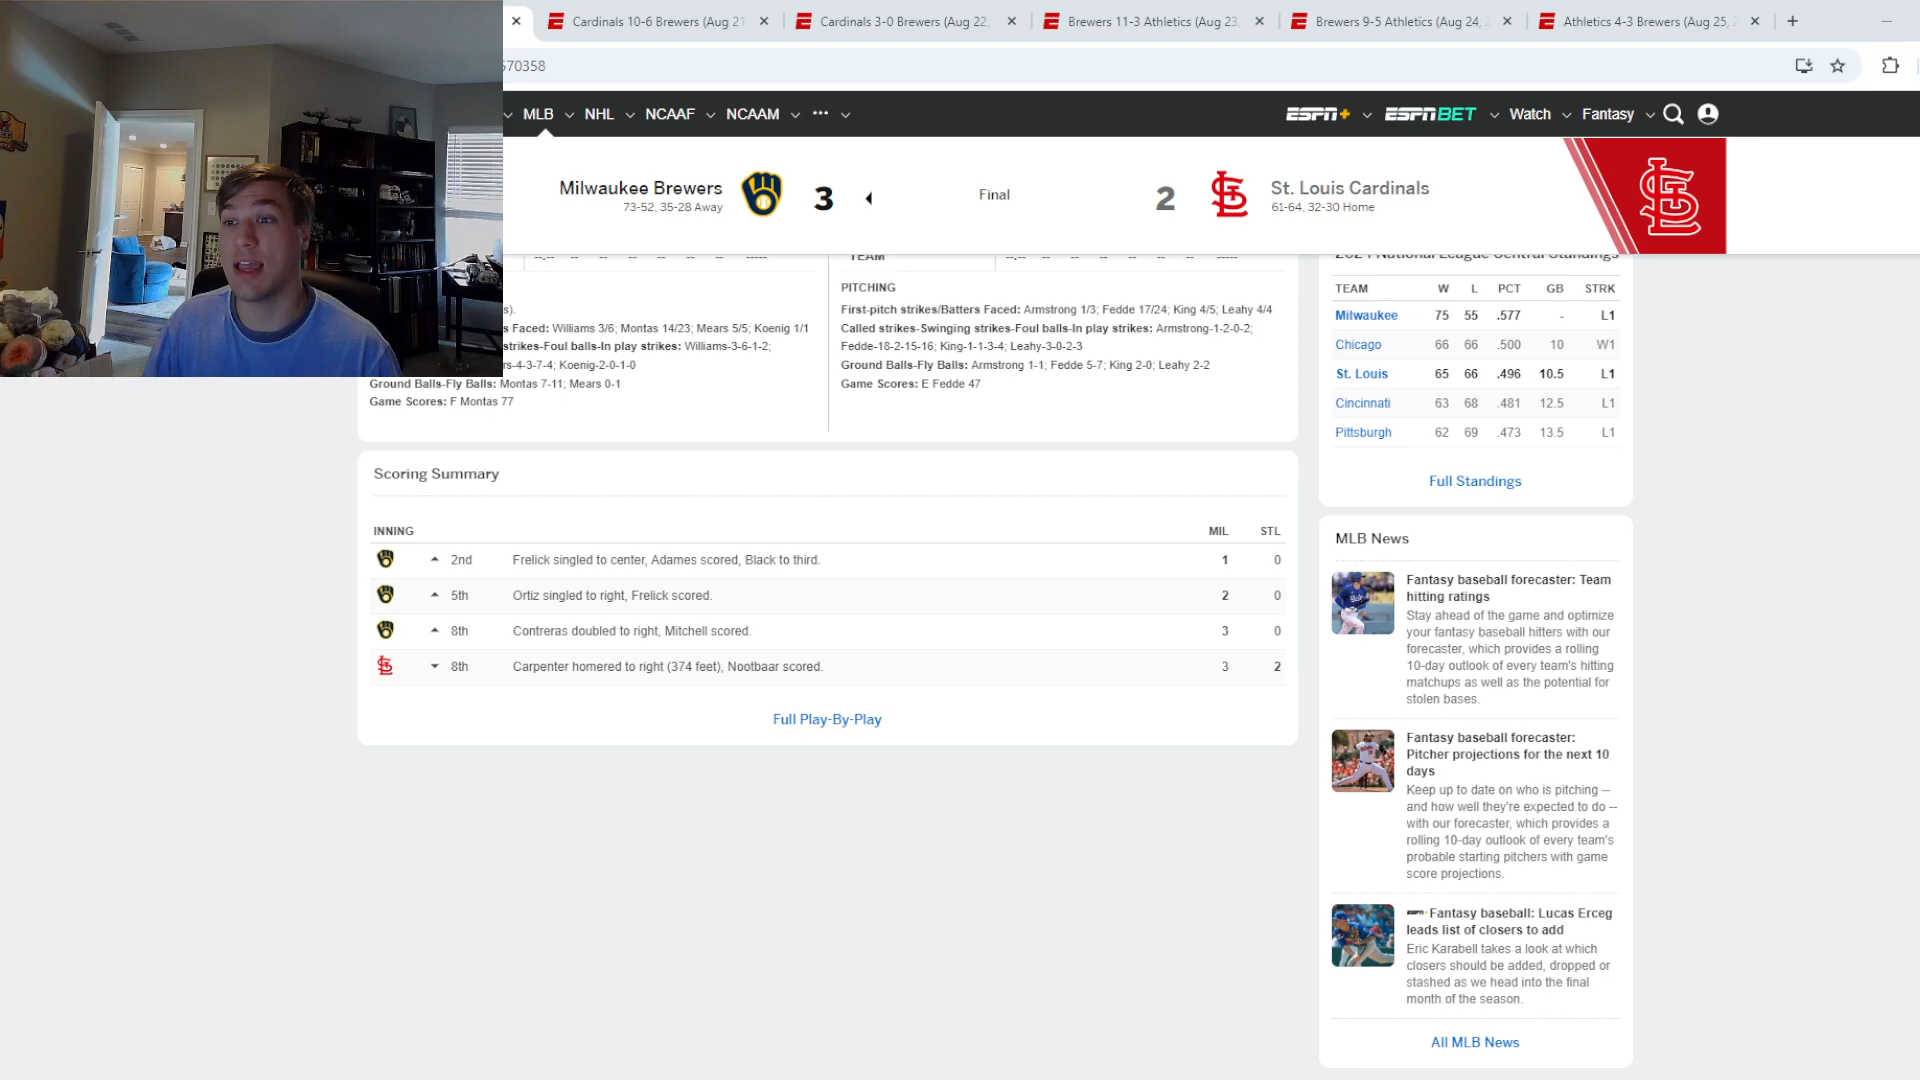 Cardinals 10-6 Brewers (Aug 21
Cardinals 3-0 Brewers (Aug 22,
Brewers 11-3 Athletics (Aug 23,
Brewers 9-5 Athletics (Aug 24,
Athletics 4-3 Brewers (Aug 25,
570358
MLB
NHL
NCAAF
NCAAM
ESPN+
ESPN BET
Watch
Fantasy
Milwaukee Brewers
73-52, 35-28 Away
3
Final
2
St. Louis Cardinals
61-64, 32-30 Home
TEAM
PITCHING
First-pitch strikes/Batters Faced: Armstrong 1/3; Fedde 17/24; King 4/5; Leahy 4/4
Called strikes-Swinging strikes-Foul balls-In play strikes: Armstrong-1-2-0-2;
Fedde-18-2-15-16; King-1-1-3-4; Leahy-3-0-2-3
Ground Balls-Fly Balls: Armstrong 1-1; Fedde 5-7; King 2-0; Leahy 2-2
Game Scores: E Fedde 47
s).
s Faced: Williams 3/6; Montas 14/23; Mears 5/5; Koenig 1/1
strikes-Foul balls-In play strikes: Williams-3-6-1-2;
rs-4-3-7-4; Koenig-2-0-1-0
Ground Balls-Fly Balls: Montas 7-11; Mears 0-1
Game Scores: F Montas 77
Scoring Summary
INNING MIL STL
2nd Frelick singled to center, Adames scored, Black to third. 1 0
5th Ortiz singled to right, Frelick scored. 2 0
8th Contreras doubled to right, Mitchell scored. 3 0
8th Carpenter homered to right (374 feet), Nootbaar scored. 3 2
Full Play-By-Play
2024 National League Central Standings
TEAM W L PCT GB STRK
Milwaukee 75 55 .577 - L1
Chicago 66 66 .500 10 W1
St. Louis 65 66 .496 10.5 L1
Cincinnati 63 68 .481 12.5 L1
Pittsburgh 62 69 .473 13.5 L1
Full Standings
MLB News
Fantasy baseball forecaster: Team
hitting ratings
Stay ahead of the game and optimize
your fantasy baseball hitters with our
forecaster, which provides a rolling
10-day outlook of every team's hitting
matchups as well as the potential for
stolen bases.
Fantasy baseball forecaster:
Pitcher projections for the next 10
days
Keep up to date on who is pitching --
and how well they're expected to do --
with our forecaster, which provides a
rolling 10-day outlook of every team's
probable starting pitchers with game
score projections.
ESPN+ Fantasy baseball: Lucas Erceg
leads list of closers to add
Eric Karabell takes a look at which
closers should be added, dropped or
stashed as we head into the final
month of the season.
All MLB News